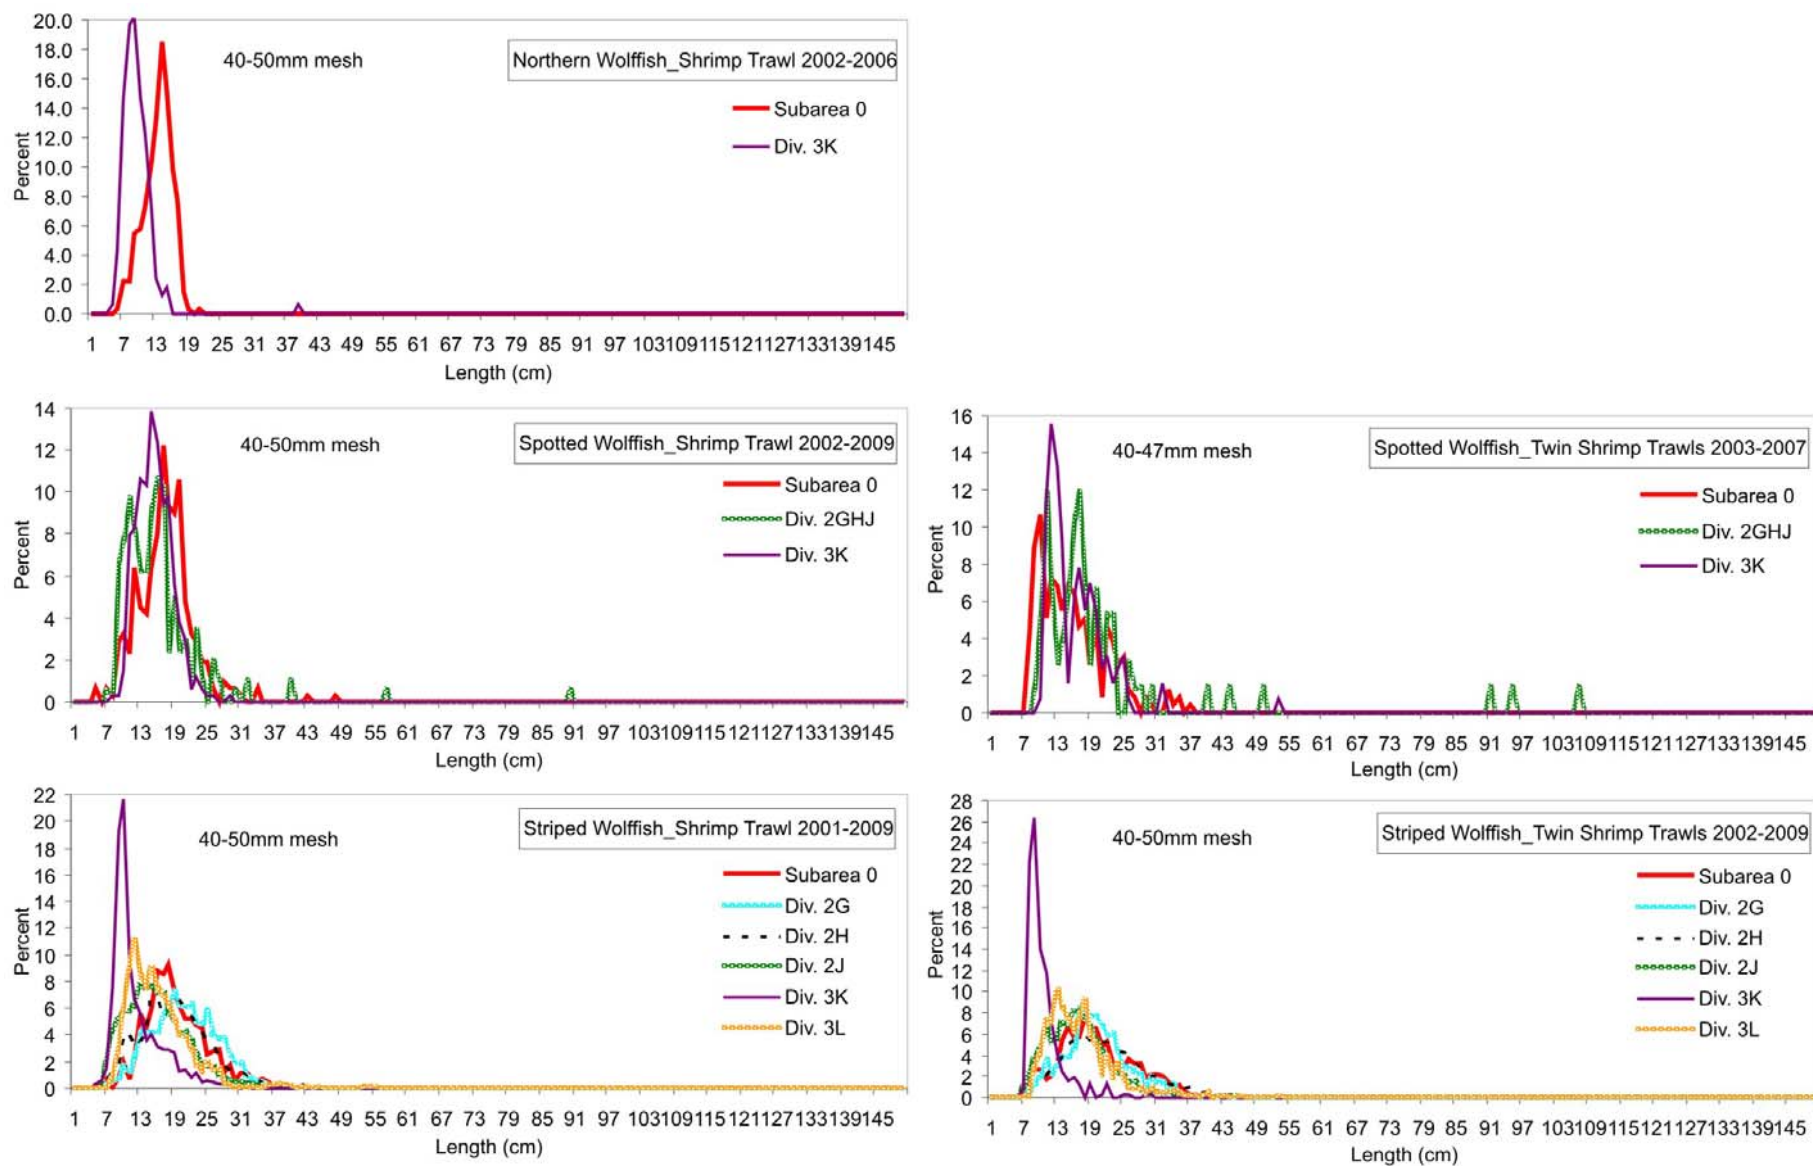 20.0
18.0
16.0
14.0
12.0
10.0
8.0
6.0
4.0
2.0
0.0
Percent
40-50mm mesh
Northern Wolffish_Shrimp Trawl 2002-2006
Subarea 0
Div. 3K
1 7 13 19 25 31 37 43 49 55 61 67 73 79 85 91 97 103109115121127133139145
Length (cm)
14
12
10
8
6
4
2
0
Percent
40-50mm mesh
Spotted Wolffish_Shrimp Trawl 2002-2009
Subarea 0
Div. 2GHJ
Div. 3K
1 7 13 19 25 31 37 43 49 55 61 67 73 79 85 91 97 103109115121127133139145
Length (cm)
16
14
12
10
8
6
4
2
0
Percent
40-47mm mesh
Spotted Wolffish_Twin Shrimp Trawls 2003-2007
Subarea 0
Div. 2GHJ
Div. 3K
1 7 13 19 25 31 37 43 49 55 61 67 73 79 85 91 97 103109115121127133139145
Length (cm)
22
20
18
16
14
12
10
8
6
4
2
0
Percent
40-50mm mesh
Striped Wolffish_Shrimp Trawl 2001-2009
Subarea 0
Div. 2G
Div. 2H
Div. 2J
Div. 3K
Div. 3L
1 7 13 19 25 31 37 43 49 55 61 67 73 79 85 91 97 103109115121127133139145
Length (cm)
28
26
24
22
20
18
16
14
12
10
8
6
4
2
0
Percent
40-50mm mesh
Striped Wolffish_Twin Shrimp Trawls 2002-2009
Subarea 0
Div. 2G
Div. 2H
Div. 2J
Div. 3K
Div. 3L
1 7 13 19 25 31 37 43 49 55 61 67 73 79 85 91 97 103109115121127133139145
Length (cm)